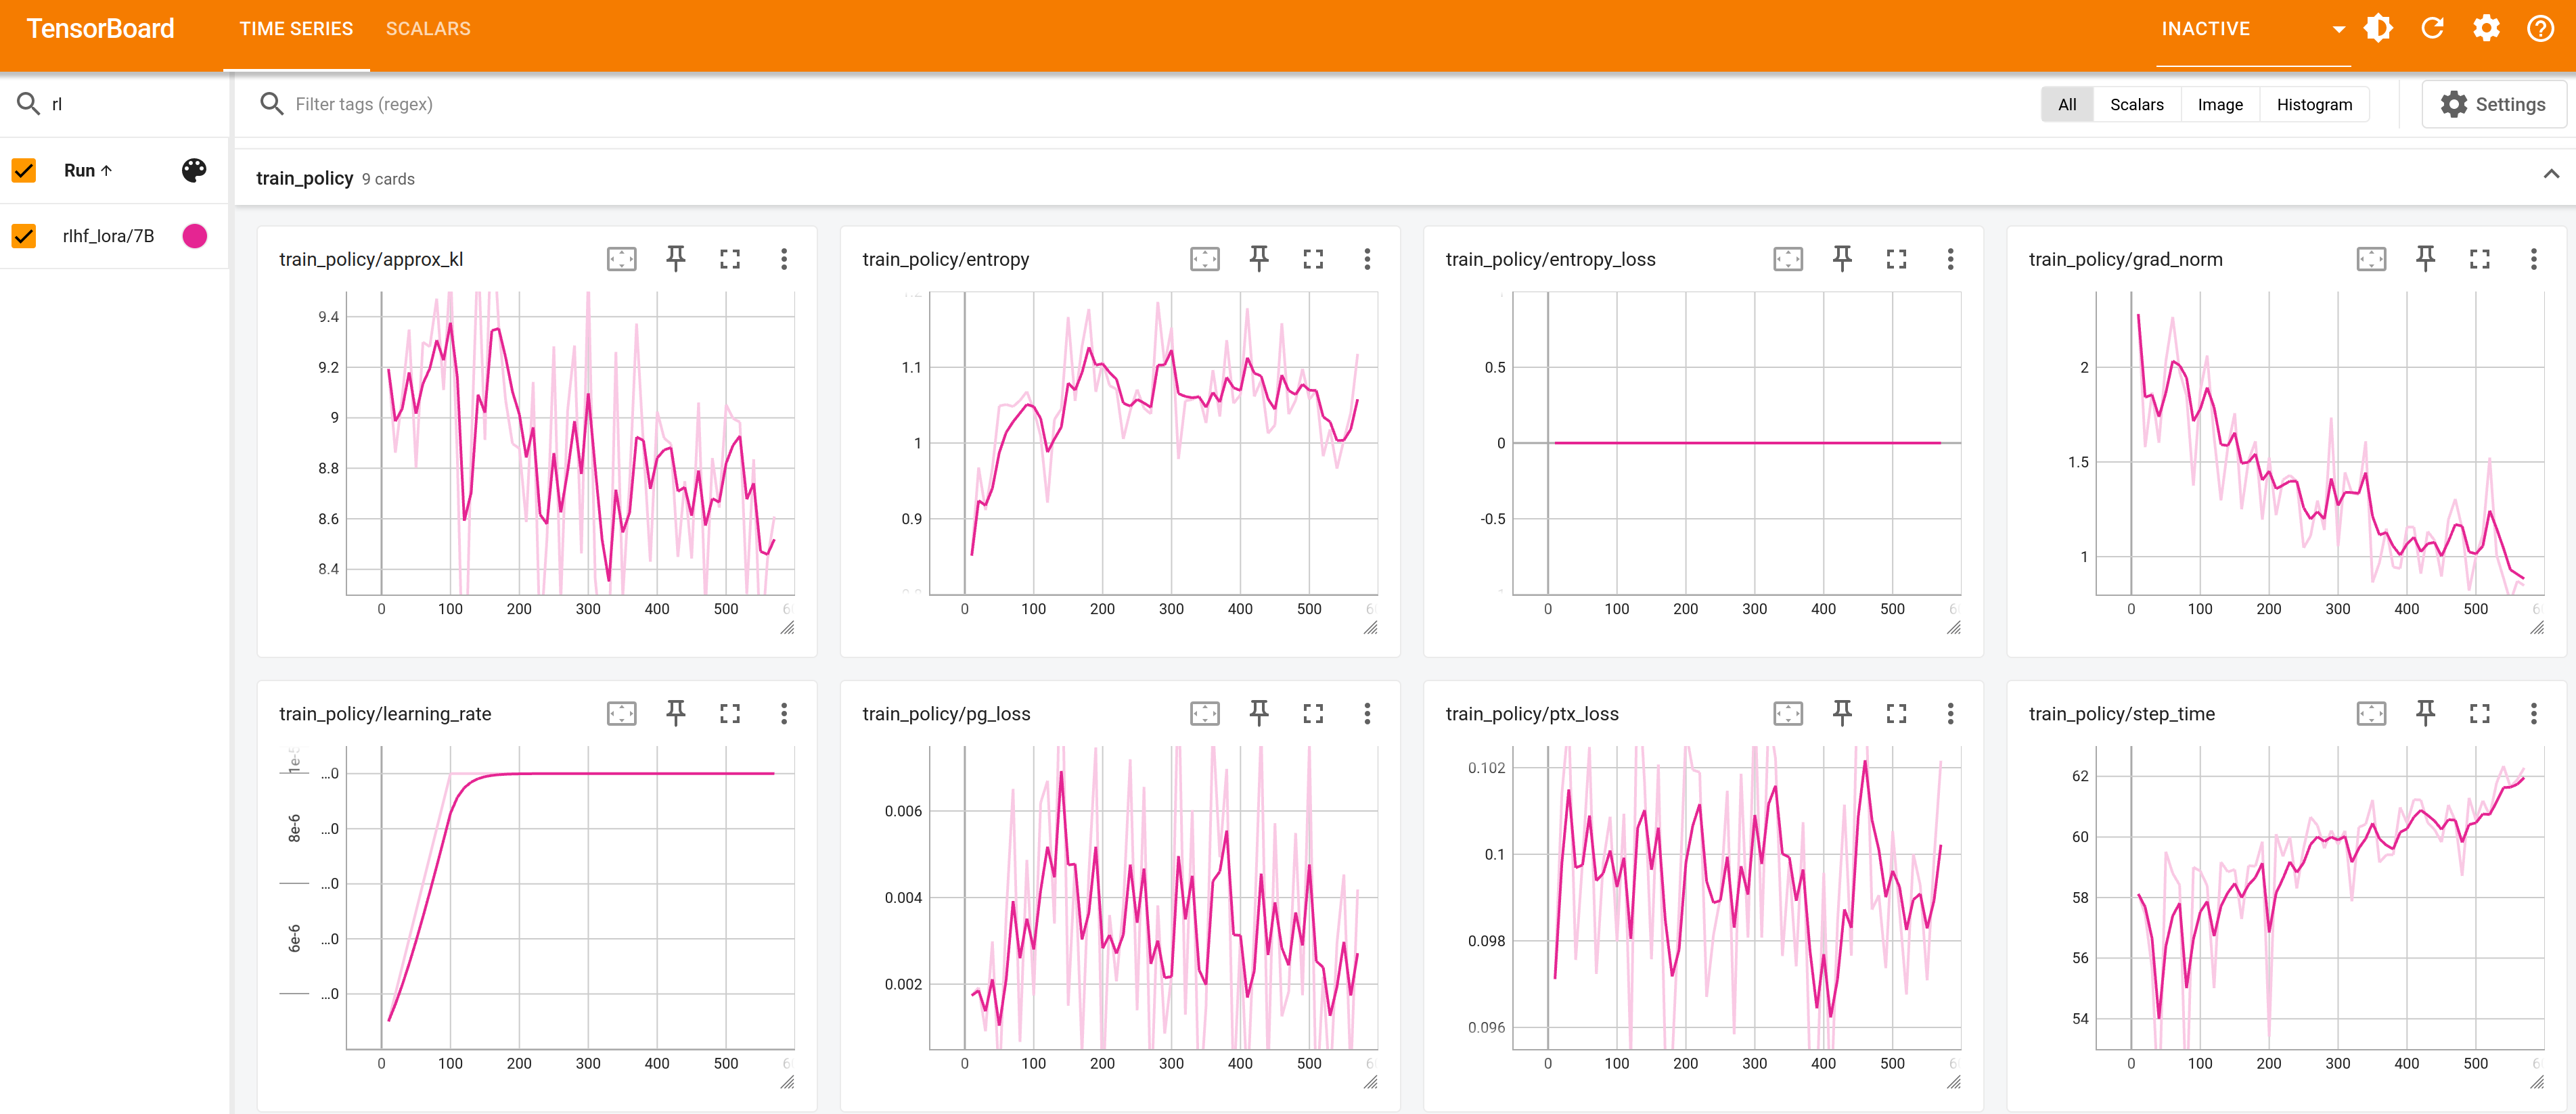 TensorBoard TIME SERIES SCALARS INACTIVE
rl Filter tags (regex) All Scalars Image Histogram Settings
Run ↑ train_policy 9 cards
rlhf_lora/7B
train_policy/approx_kl train_policy/entropy train_policy/entropy_loss train_policy/grad_norm
9.4
9.2
9
8.8
8.6
8.4
0 100 200 300 400 500
1.1
1
0.9
0 100 200 300 400 500
0.5
0
-0.5
0 100 200 300 400 500
2
1.5
1
0 100 200 300 400 500
train_policy/learning_rate train_policy/pg_loss train_policy/ptx_loss train_policy/step_time
...0
...0
...0
...0
...0
8e-6
6e-6
0 100 200 300 400 500
0.006
0.004
0.002
0 100 200 300 400 500
0.102
0.1
0.098
0.096
0 100 200 300 400 500
62
60
58
56
54
0 100 200 300 400 500